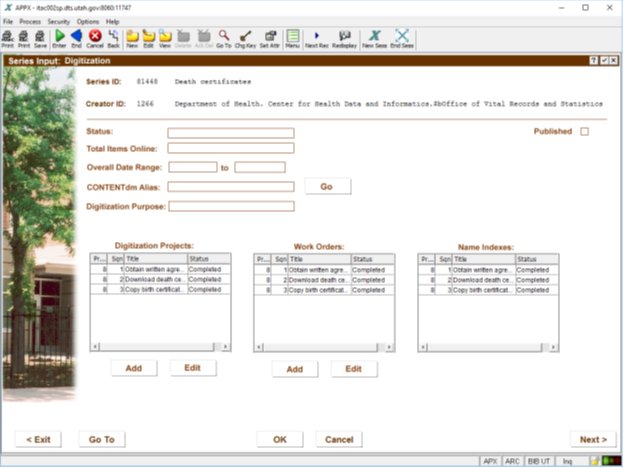 APPX - itac002sp.dts.utah.gov:8060:11747
File Process Security Options Help
Print Print Save Enter End Cancel Back New Edit View Delete Ack Del Go To Chg Key Set Attr Menu Next Rec Redisplay New Sess End Sess
Series Input: Digitization
Series ID: 81448 Death certificates
Creator ID: 1266 Department of Health. Center for Health Data and Informatics.$bOffice of Vital Records and Statistics
Status: Published
Total Items Online:
Overall Date Range: to
CONTENTdm Alias: Go
Digitization Purpose:
Digitization Projects: Work Orders: Name Indexes:
Pr... Sqn Title Status Pr... Sqn Title Status Pr... Sqn Title Status
8 1 Obtain written agre... Completed 8 1 Obtain written agre... Completed 8 1 Obtain written agre... Completed
8 2 Download death ce... Completed 8 2 Download death ce... Completed 8 2 Download death ce... Completed
8 3 Copy birth certificat... Completed 8 3 Copy birth certificat... Completed 8 3 Copy birth certificat... Completed
Add Edit Add Edit
< Exit Go To OK Cancel Next >
APX ARC BIB UT Inq